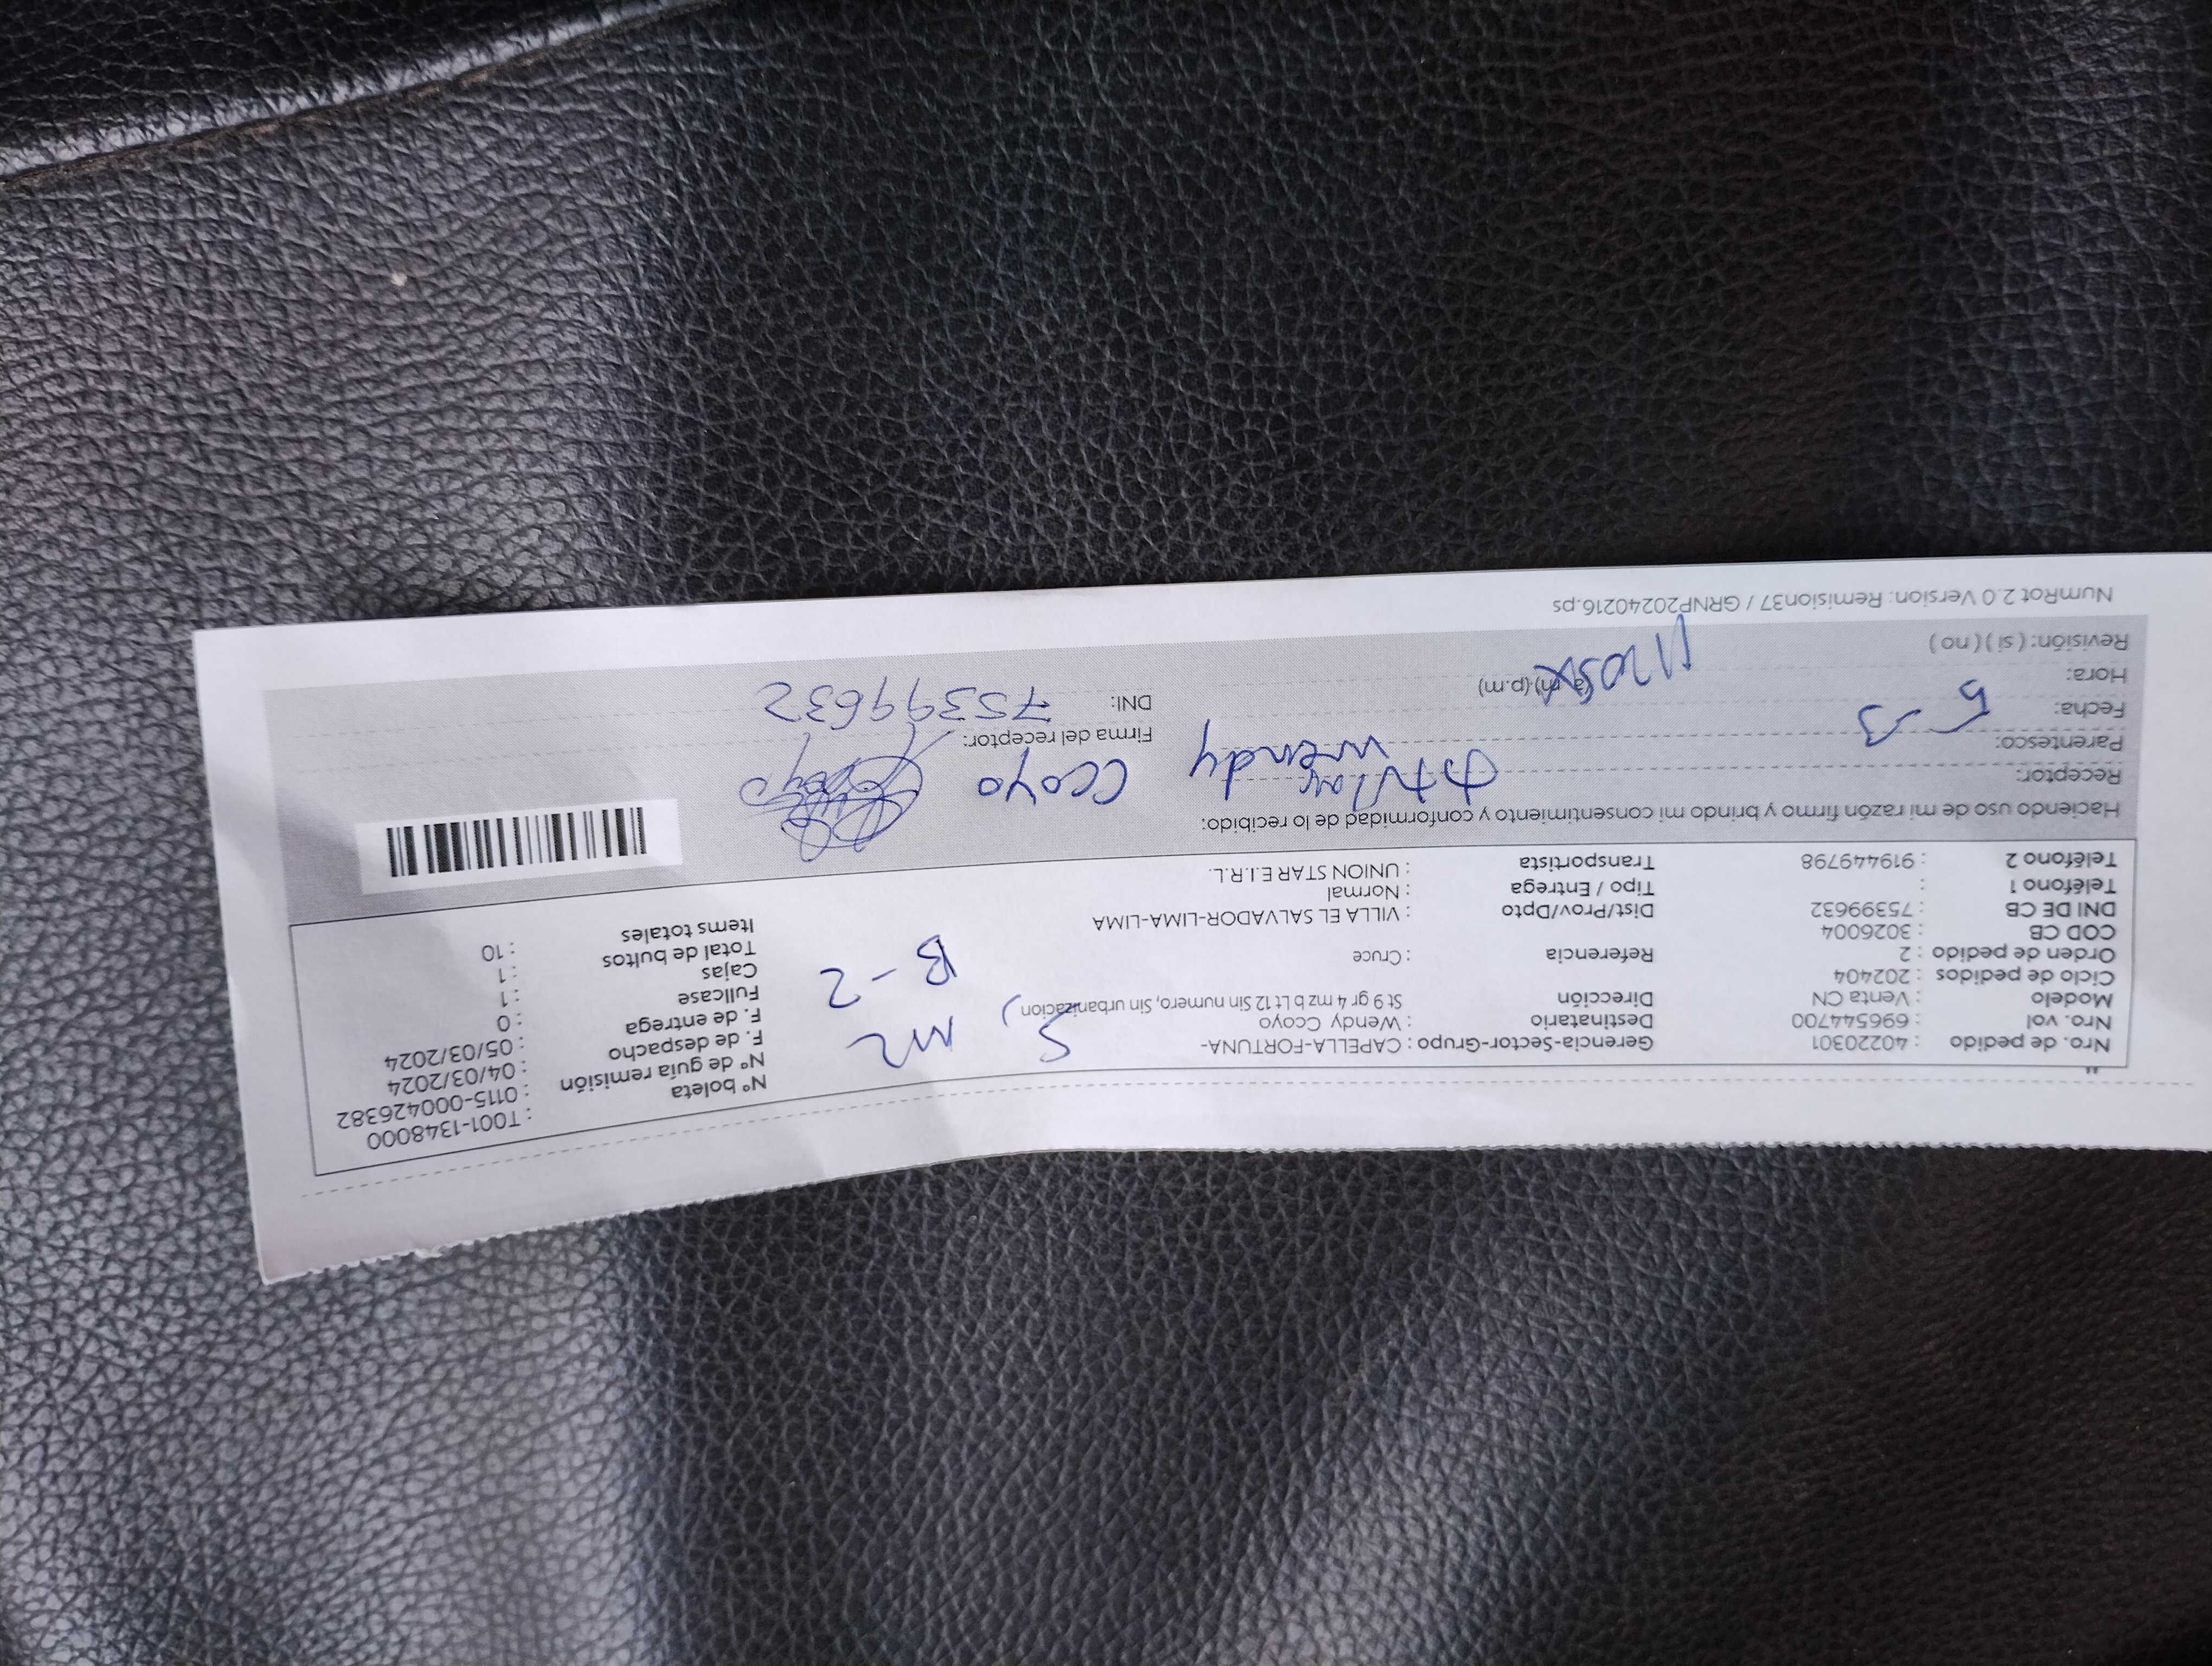 Nro. de pedido : 40220301 Gerencia-Sector-Grupo : CAPELLA-FORTUNA- N° boleta : T001-1348000
Nro. vol : 696544700 Destinatario : Wendy Ccoyo N° de guía remisión : 0115-000426382
Modelo : Venta CN Dirección St 9 gr 4 mz b Lt 12 Sin numero, Sin urbanizacion F. de despacho : 04/03/2024
Ciclo de pedidos : 202404 F. de entrega : 05/03/2024
Orden de pedido : 2 Referencia : Cruce Fullcase : 0
COD CB : 3026004 Cajas : 1
DNI DE CB : 75399632 Dist/Prov/Dpto : VILLA EL SALVADOR-LIMA-LIMA Total de bultos : 1
Teléfono 1 : Tipo / Entrega : Normal Items totales : 10
Teléfono 2 : 919449798 Transportista : UNION STAR E.I.R.L.
B-2
Haciendo uso de mi razón firmo y brindo mi consentimiento y conformidad de lo recibido:
Receptor: Wendy Ccoyo
Parentesco:
Firma del receptor:
Fecha: 5-3
DNI: 75399632
Hora: (a.m) (p.m)
Revisión: ( si ) ( no )
NumRot 2.0 Version: Remision37 / GRNP20240216.ps